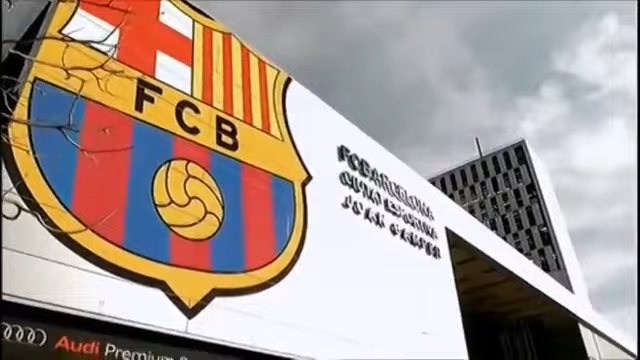 FCB
FCBARCELONA
CIUTAT ESPORTIVA
JOAN GAMPER
Audi Premium